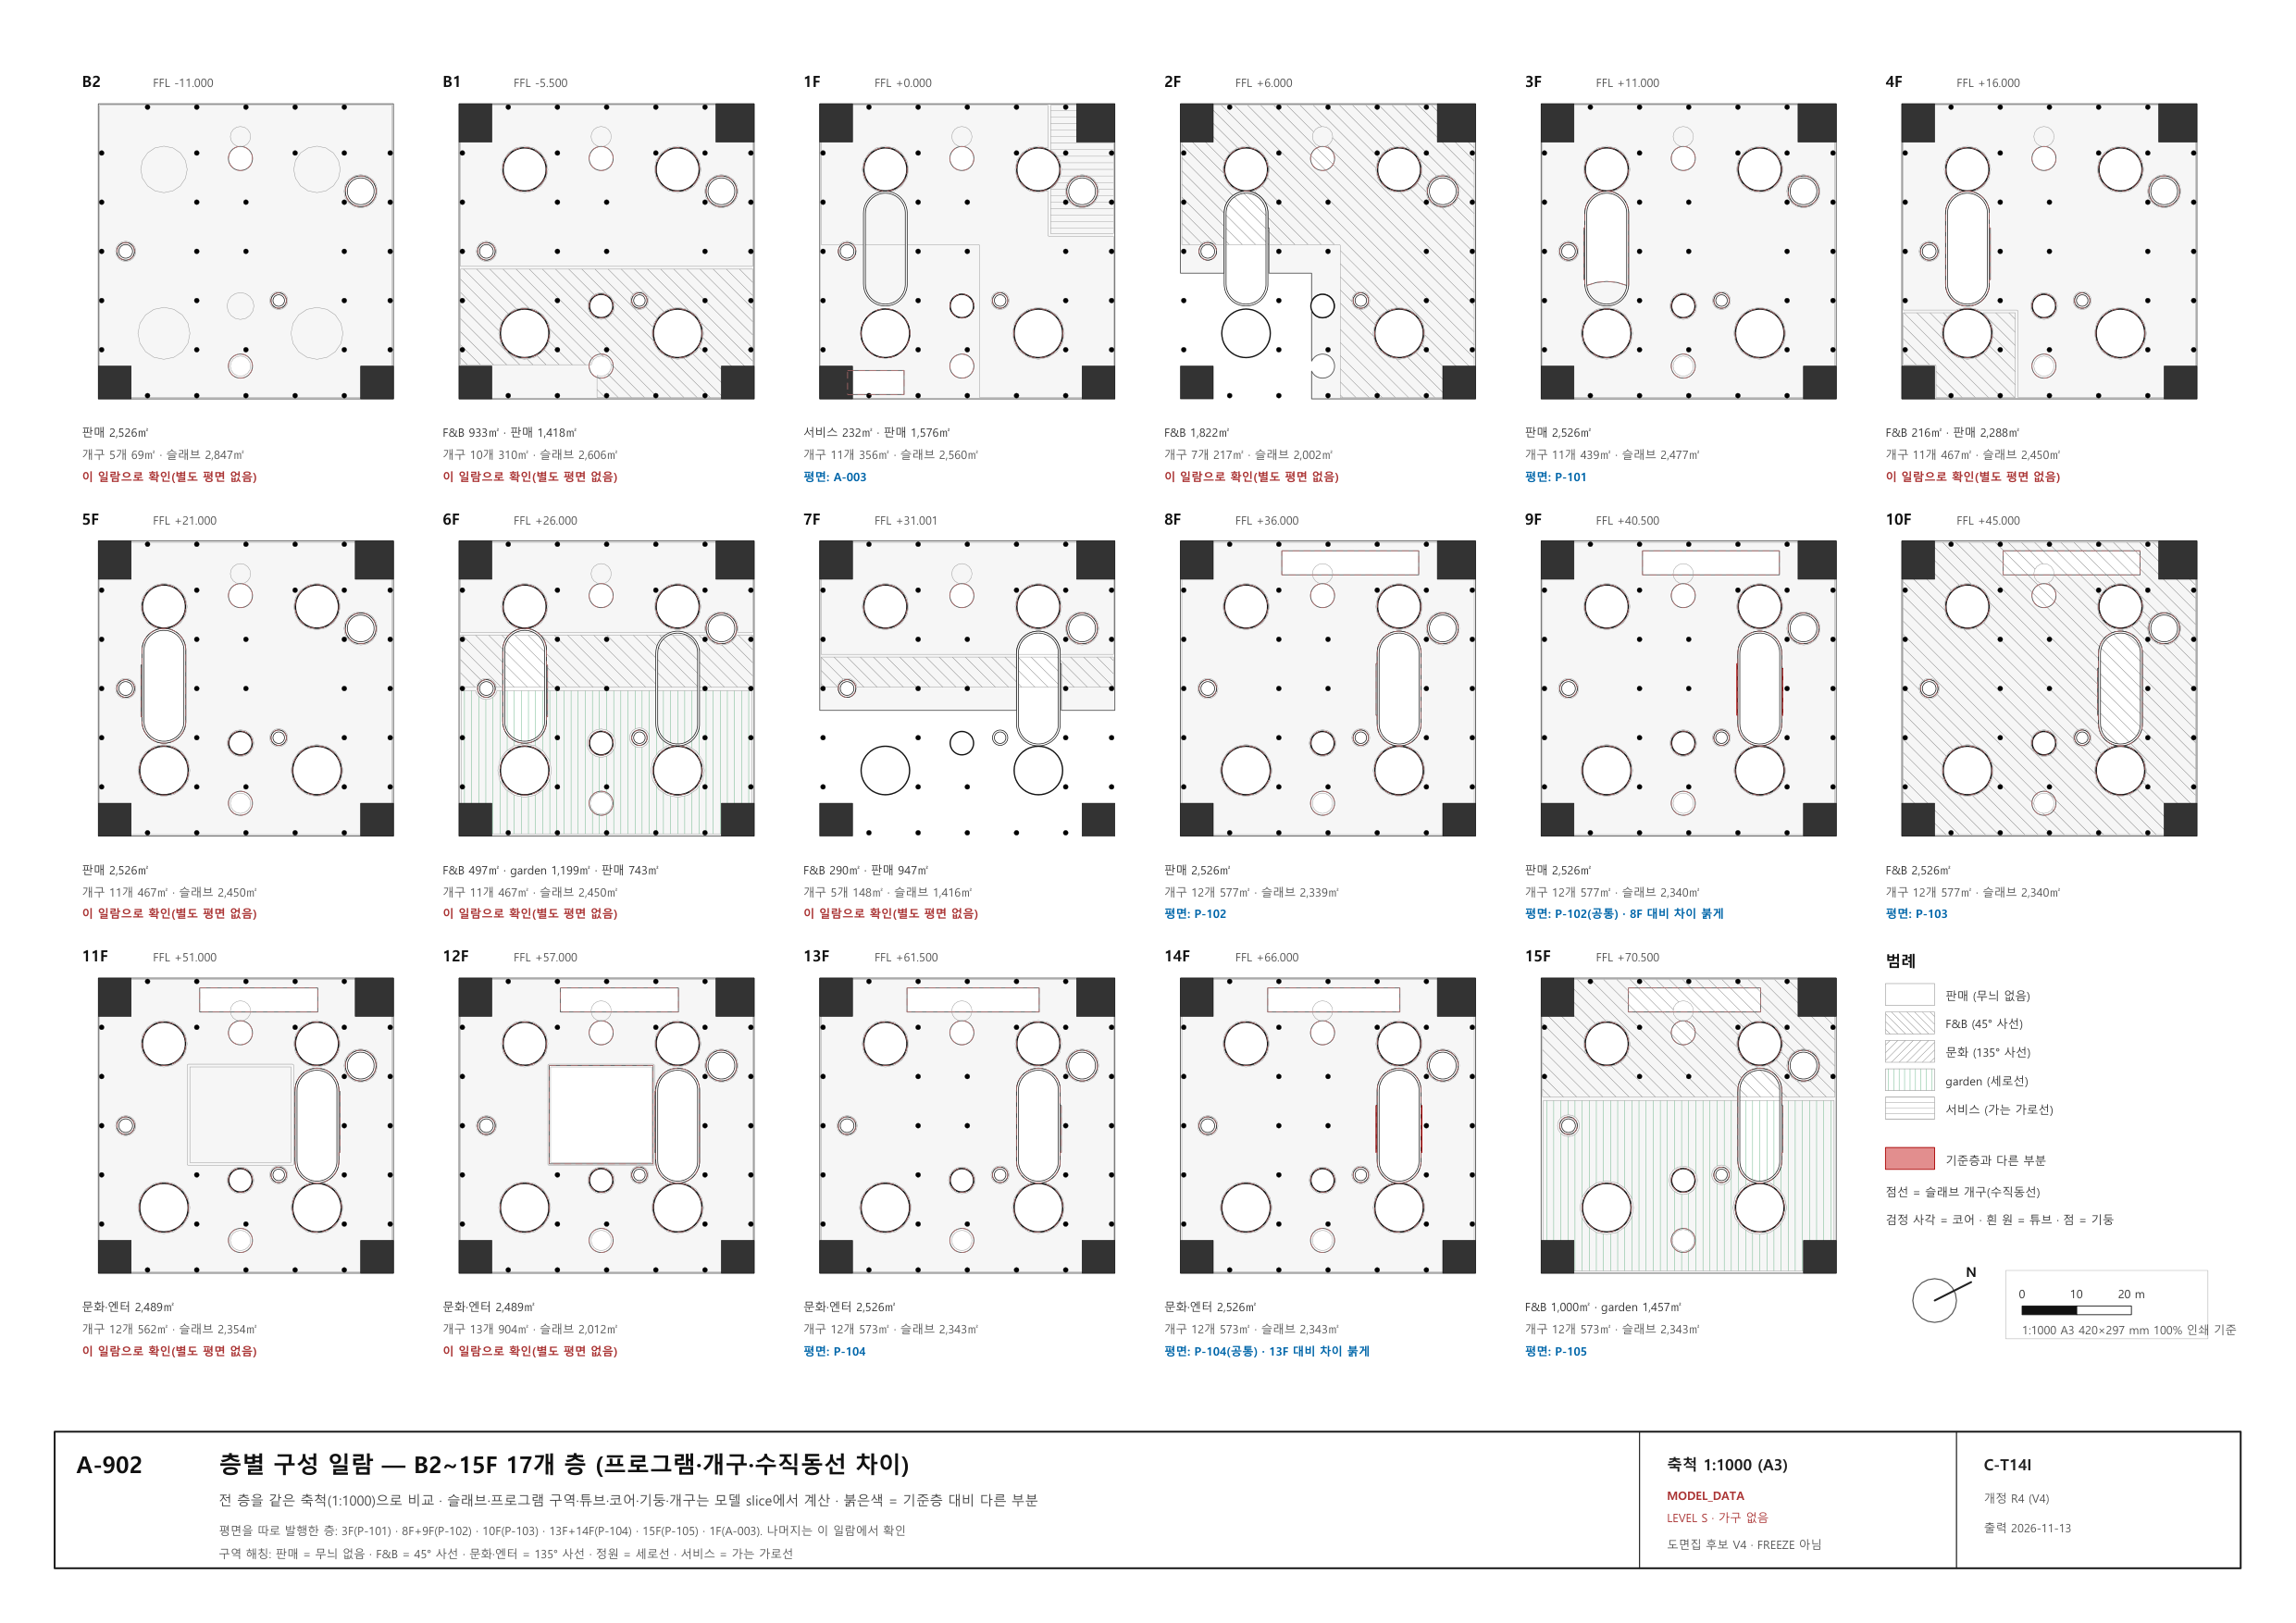 B2 FFL -11.000
B1 FFL -5.500
1F FFL +0.000
2F FFL +6.000
3F FFL +11.000
4F FFL +16.000
판매 2,526㎡
개구 5개 69㎡ · 슬래브 2,847㎡
이 일람으로 확인(별도 평면 없음)
F&B 933㎡ · 판매 1,418㎡
개구 10개 310㎡ · 슬래브 2,606㎡
이 일람으로 확인(별도 평면 없음)
서비스 232㎡ · 판매 1,576㎡
개구 11개 356㎡ · 슬래브 2,560㎡
평면: A-003
F&B 1,822㎡
개구 7개 217㎡ · 슬래브 2,002㎡
이 일람으로 확인(별도 평면 없음)
판매 2,526㎡
개구 11개 439㎡ · 슬래브 2,477㎡
평면: P-101
F&B 216㎡ · 판매 2,288㎡
개구 11개 467㎡ · 슬래브 2,450㎡
이 일람으로 확인(별도 평면 없음)
5F FFL +21.000
6F FFL +26.000
7F FFL +31.001
8F FFL +36.000
9F FFL +40.500
10F FFL +45.000
판매 2,526㎡
개구 11개 467㎡ · 슬래브 2,450㎡
이 일람으로 확인(별도 평면 없음)
F&B 497㎡ · garden 1,199㎡ · 판매 743㎡
개구 11개 467㎡ · 슬래브 2,450㎡
이 일람으로 확인(별도 평면 없음)
F&B 290㎡ · 판매 947㎡
개구 5개 148㎡ · 슬래브 1,416㎡
이 일람으로 확인(별도 평면 없음)
판매 2,526㎡
개구 12개 577㎡ · 슬래브 2,339㎡
평면: P-102
판매 2,526㎡
개구 12개 577㎡ · 슬래브 2,340㎡
평면: P-102(공통) · 8F 대비 차이 붉게
F&B 2,526㎡
개구 12개 577㎡ · 슬래브 2,340㎡
평면: P-103
11F FFL +51.000
12F FFL +57.000
13F FFL +61.500
14F FFL +66.000
15F FFL +70.500
문화·엔터 2,489㎡
개구 12개 562㎡ · 슬래브 2,354㎡
이 일람으로 확인(별도 평면 없음)
문화·엔터 2,489㎡
개구 13개 904㎡ · 슬래브 2,012㎡
이 일람으로 확인(별도 평면 없음)
문화·엔터 2,526㎡
개구 12개 573㎡ · 슬래브 2,343㎡
평면: P-104
문화·엔터 2,526㎡
개구 12개 573㎡ · 슬래브 2,343㎡
평면: P-104(공통) · 13F 대비 차이 붉게
F&B 1,000㎡ · garden 1,457㎡
개구 12개 573㎡ · 슬래브 2,343㎡
평면: P-105
범례
판매 (무늬 없음)
F&B (45° 사선)
문화 (135° 사선)
garden (세로선)
서비스 (가는 가로선)
기준층과 다른 부분
점선 = 슬래브 개구(수직동선)
검정 사각 = 코어 · 흰 원 = 튜브 · 점 = 기둥
N
0 10 20 m
1:1000 A3 420×297 mm 100% 인쇄 기준
A-902
층별 구성 일람 — B2~15F 17개 층 (프로그램·개구·수직동선 차이)
전 층을 같은 축척(1:1000)으로 비교 · 슬래브·프로그램 구역·튜브·코어·기둥·개구는 모델 slice에서 계산 · 붉은색 = 기준층 대비 다른 부분
평면을 따로 발행한 층: 3F(P-101) · 8F+9F(P-102) · 10F(P-103) · 13F+14F(P-104) · 15F(P-105) · 1F(A-003). 나머지는 이 일람에서 확인
구역 해칭: 판매 = 무늬 없음 · F&B = 45° 사선 · 문화·엔터 = 135° 사선 · 정원 = 세로선 · 서비스 = 가는 가로선
축척 1:1000 (A3)
MODEL_DATA
LEVEL S · 가구 없음
도면집 후보 V4 · FREEZE 아님
C-T14I
개정 R4 (V4)
출력 2026-11-13